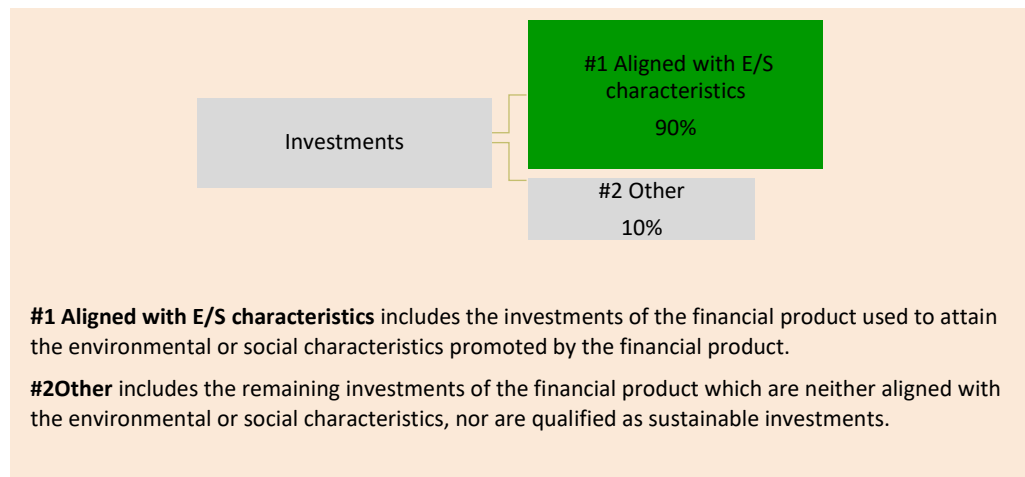 #1 Aligned with E/S
characteristics
90%
Investments
#2 Other
10%
#1 Aligned with E/S characteristics includes the investments of the financial product used to attain
the environmental or social characteristics promoted by the financial product.
#2Other includes the remaining investments of the financial product which are neither aligned with
the environmental or social characteristics, nor are qualified as sustainable investments.